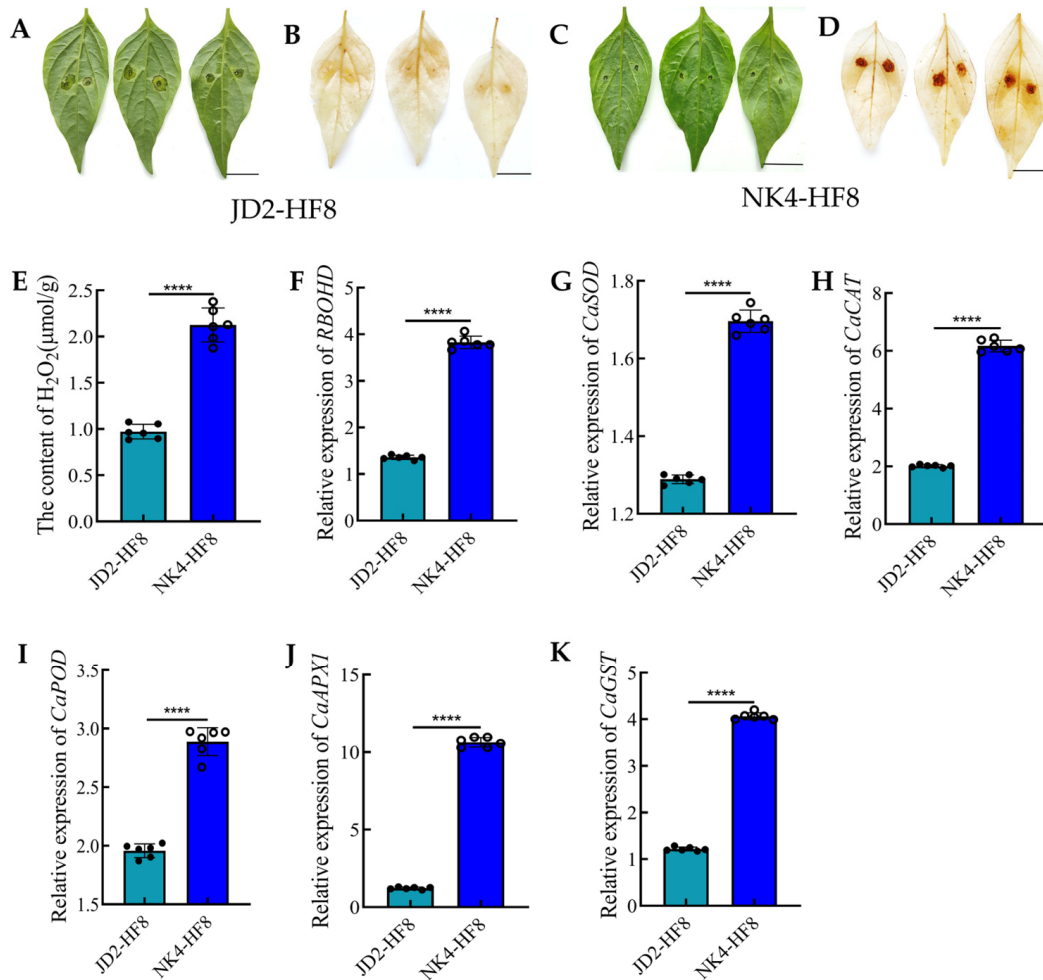 A
B
C
D
JD2-HF8
NK4-HF8
E
The content of H₂O₂(μmol/g)
2.5
2.0
1.5
1.0
0.5
0.0
****
JD2-HF8
NK4-HF8
F
Relative expression of RBOHD
5
4
3
2
1
0
****
JD2-HF8
NK4-HF8
G
Relative expression of CaSOD
1.8
1.6
1.4
1.2
****
JD2-HF8
NK4-HF8
H
Relative expression of CaCAT
8
6
4
2
0
****
JD2-HF8
NK4-HF8
I
Relative expression of CaPOD
3.5
3.0
2.5
2.0
1.5
****
JD2-HF8
NK4-HF8
J
Relative expression of CaAPX1
15
10
5
0
****
JD2-HF8
NK4-HF8
K
Relative expression of CaGST
5
4
3
2
1
0
****
JD2-HF8
NK4-HF8